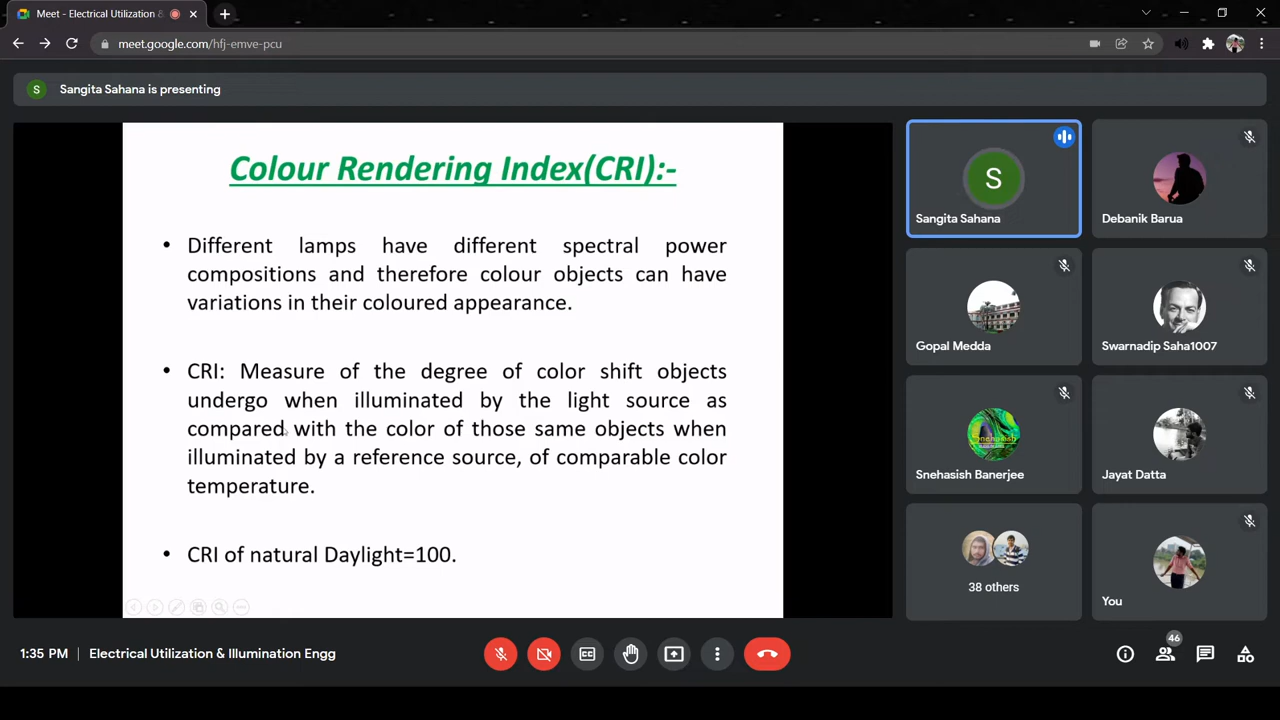 Meet - Electrical Utilization &
meet.google.com/hfj-emve-pcu
S Sangita Sahana is presenting
Colour Rendering Index(CRI):-
• Different lamps have different spectral power
compositions and therefore colour objects can have
variations in their coloured appearance.
• CRI: Measure of the degree of color shift objects
undergo when illuminated by the light source as
compared with the color of those same objects when
illuminated by a reference source, of comparable color
temperature.
• CRI of natural Daylight=100.
S
Sangita Sahana
Debanik Barua
Gopal Medda
Swarnadip Saha1007
Snehasish
Snehasish Banerjee
Jayat Datta
38 others
You
1:35 PM | Electrical Utilization & Illumination Engg
46